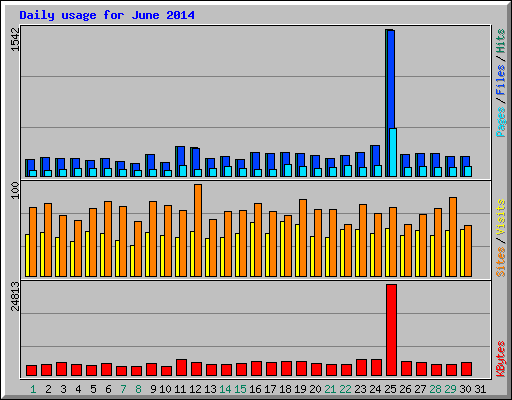 Daily usage for June 2014
1542
Pages / Files / Hits
100
Sites / Visits
24813
KBytes
1 2 3 4 5 6 7 8 9 10 11 12 13 14 15 16 17 18 19 20 21 22 23 24 25 26 27 28 29 30 31